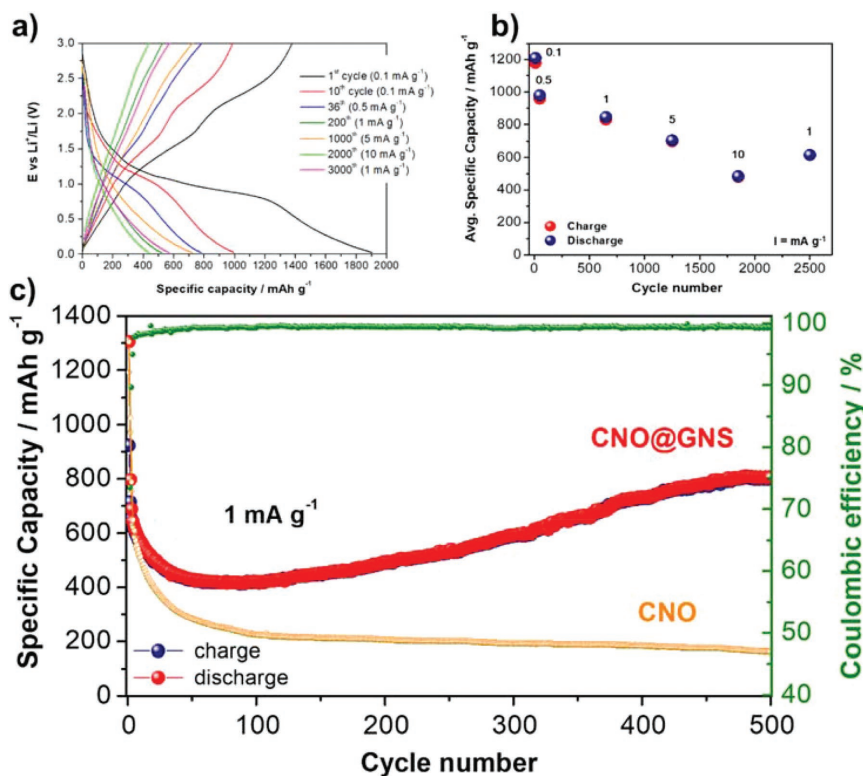 a)
3.0
2.5
2.0
1.5
1.0
0.5
0.0
E vs Li⁺/Li (V)
0 200 400 600 800 1000 1200 1400 1600 1800 2000
Specific capacity / mAh g⁻¹
1ˢᵗ cycle (0.1 mA g⁻¹)
10ᵗʰ cycle (0.1 mA g⁻¹)
36ᵗʰ (0.5 mA g⁻¹)
200ᵗʰ (1 mA g⁻¹)
1000ᵗʰ (5 mA g⁻¹)
2000ᵗʰ (10 mA g⁻¹)
3000ᵗʰ (1 mA g⁻¹)
b)
1200
1000
800
600
400
200
0
Avg. Specific Capacity / mAh g⁻¹
0.1
0.5
1
5
10
1
Charge
Discharge
I = mA g⁻¹
0 500 1000 1500 2000 2500
Cycle number
c)
1400
1200
1000
800
600
400
200
0
Specific Capacity / mAh g⁻¹
CNO@GNS
1 mA g⁻¹
CNO
charge
discharge
100
90
80
70
60
50
40
Coulombic efficiency / %
0 100 200 300 400 500
Cycle number